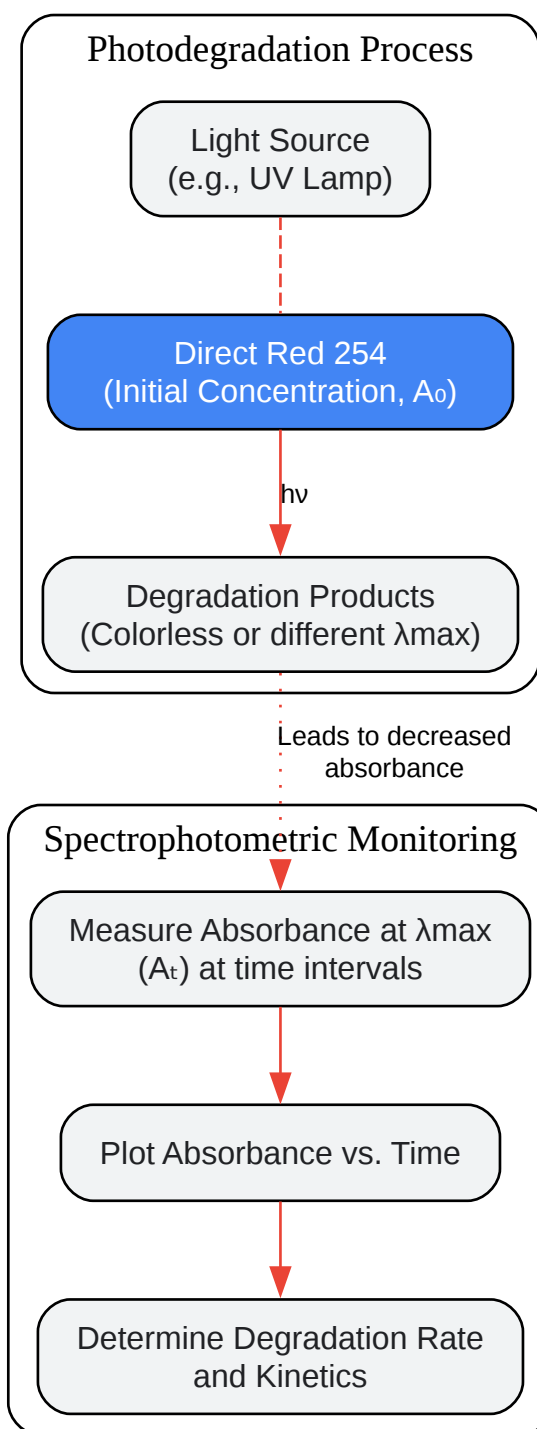 Photodegradation Process
Light Source
(e.g., UV Lamp)
Direct Red 254
(Initial Concentration, A₀)
hν
Degradation Products
(Colorless or different λmax)
Leads to decreased
absorbance
Spectrophotometric Monitoring
Measure Absorbance at λmax
(Aₜ) at time intervals
Plot Absorbance vs. Time
Determine Degradation Rate
and Kinetics